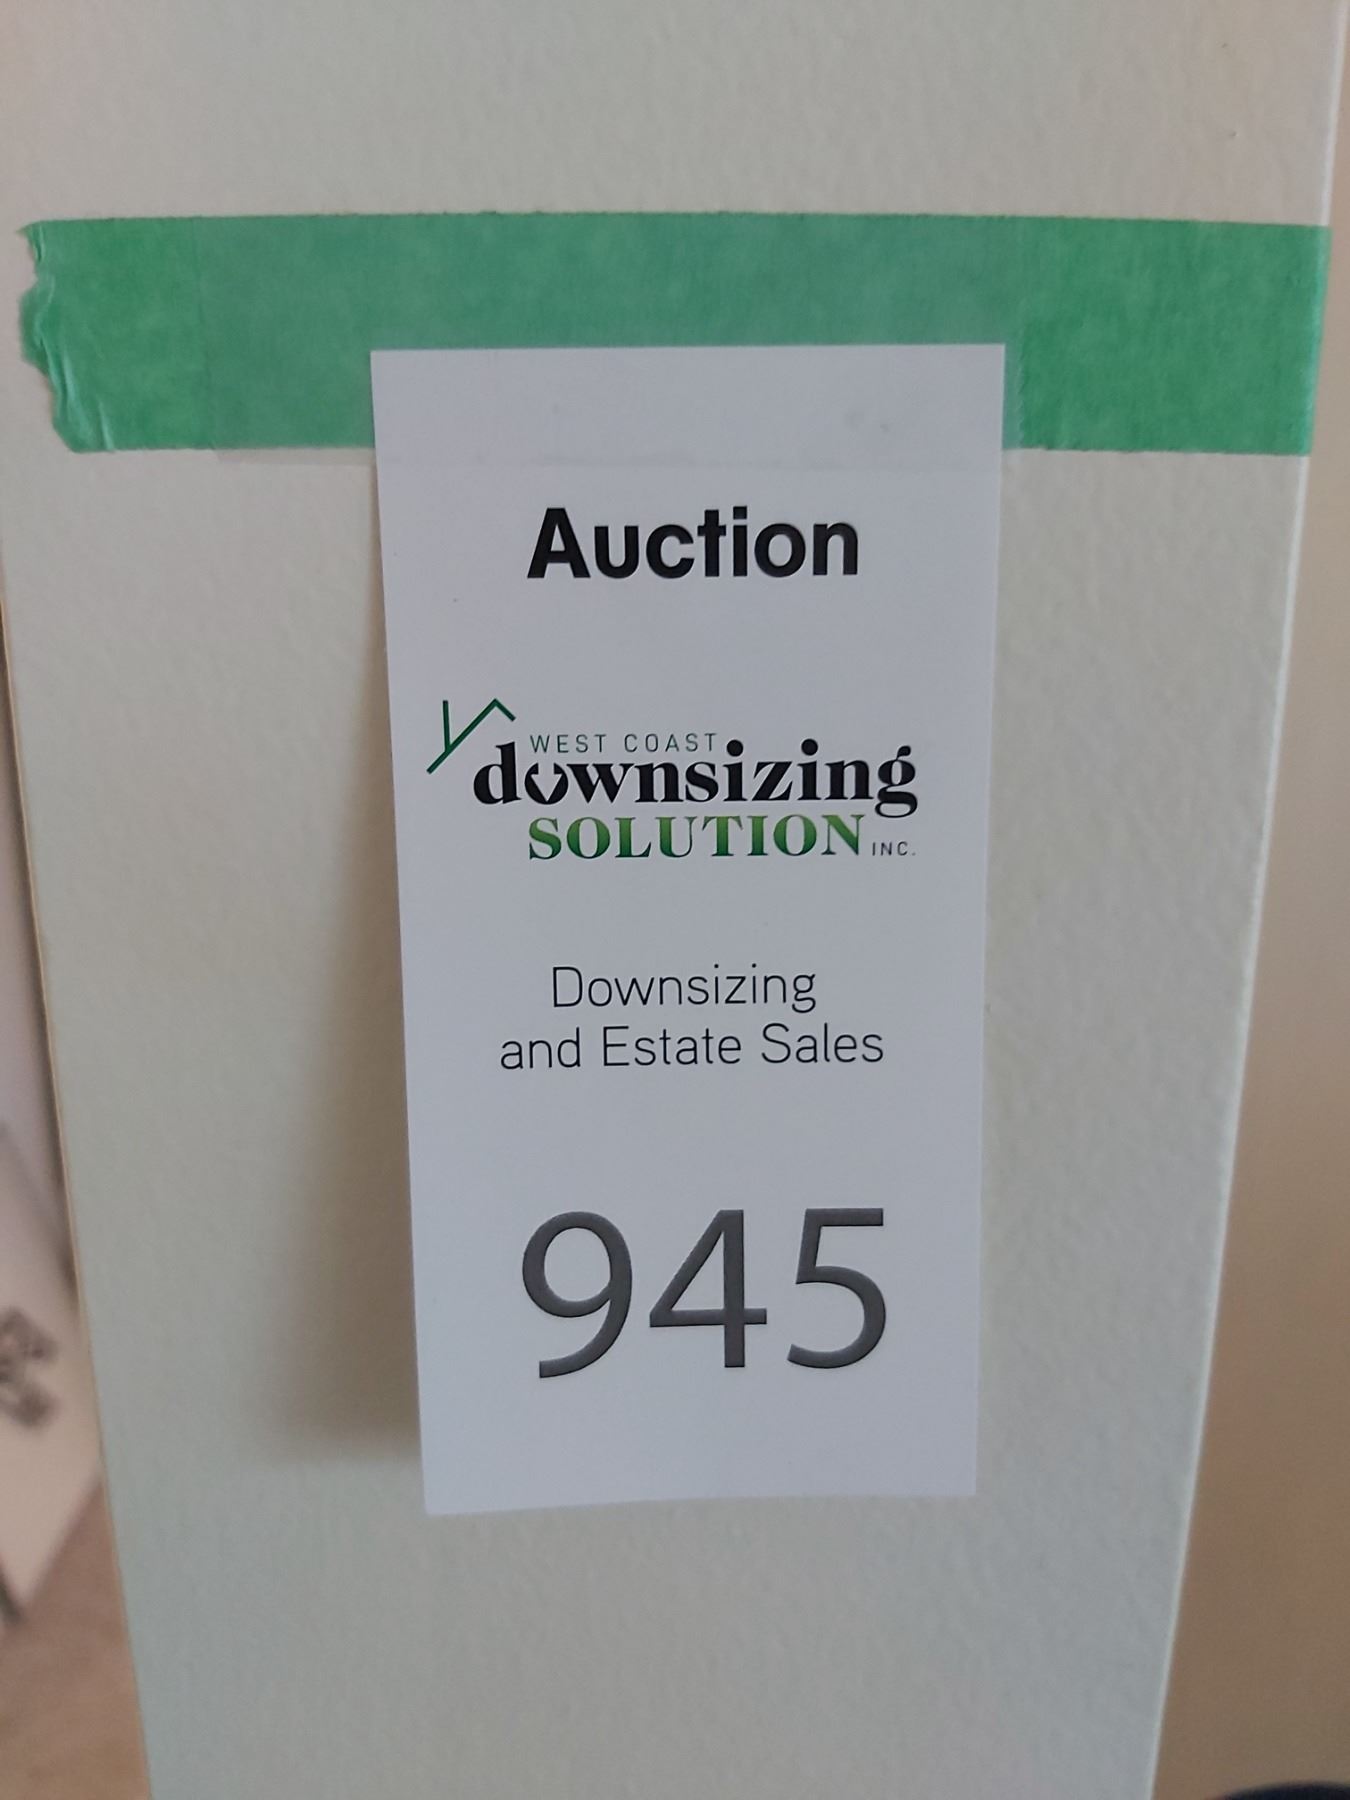 Auction
WEST COAST
downsizing
SOLUTION INC.
Downsizing
and Estate Sales
945